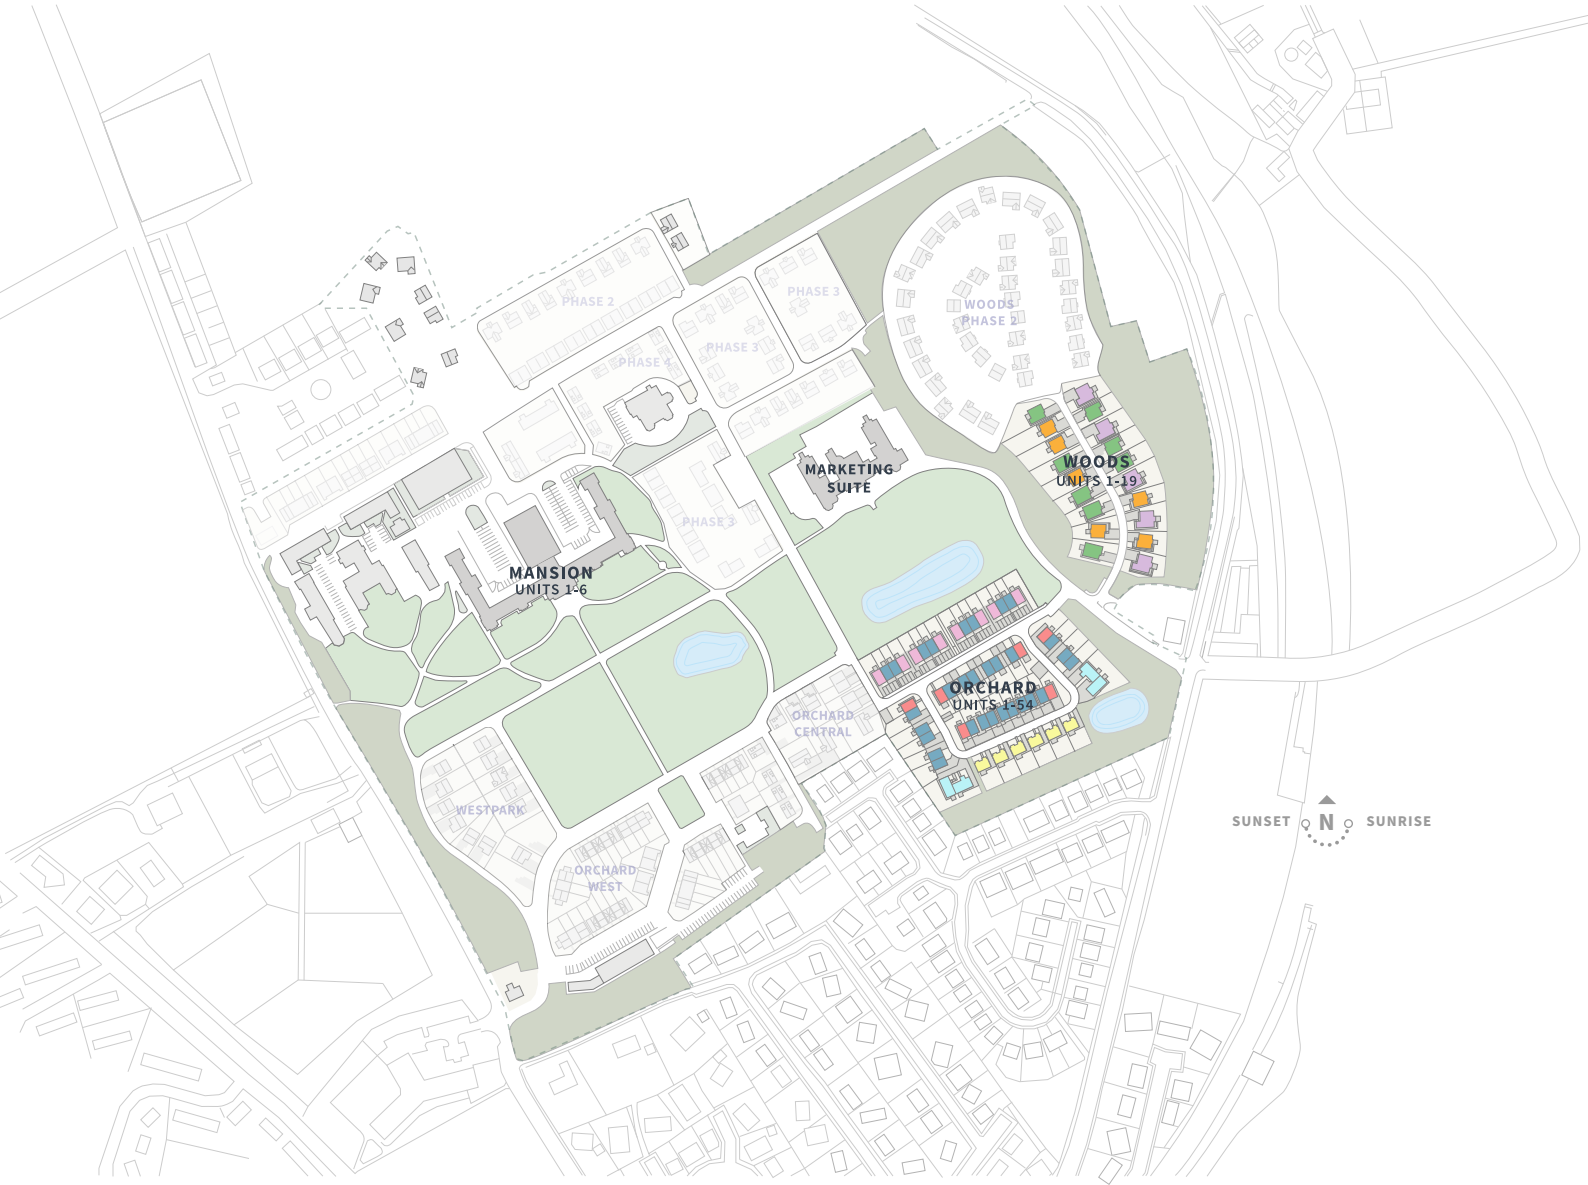 PHASE 2
PHASE 3
WOODS
PHASE 2
PHASE 3
PHASE 4
MARKETING
SUITE
WOODS
UNITS 1-19
PHASE 3
MANSION
UNITS 1-6
ORCHARD
UNITS 1-54
ORCHARD
CENTRAL
WESTPARK
SUNSET N SUNRISE
ORCHARD
WEST